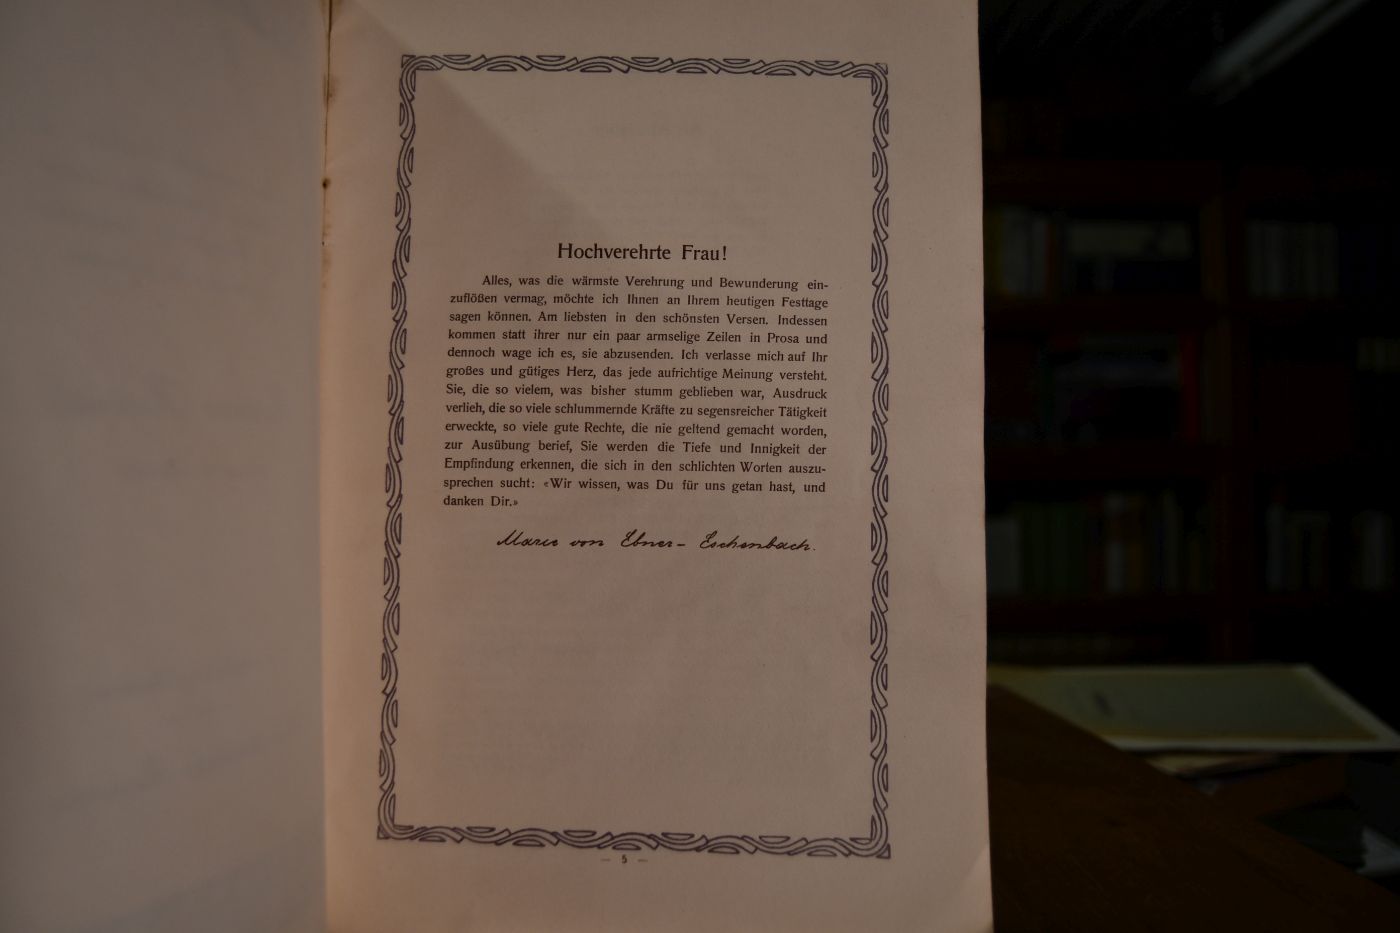 Hochverehrte Frau!
Alles, was die wärmste Verehrung und Bewunderung ein-
zuflößen vermag, möchte ich Ihnen an Ihrem heutigen Festtage
sagen können. Am liebsten in den schönsten Versen. Indessen
kommen statt ihrer nur ein paar armselige Zeilen in Prosa und
dennoch wage ich es, sie abzusenden. Ich verlasse mich auf Ihr
großes und gütiges Herz, das jede aufrichtige Meinung versteht.
Sie, die so vielem, was bisher stumm geblieben war, Ausdruck
verlieh, die so viele schlummernde Kräfte zu segensreicher Tätigkeit
erweckte, so viele gute Rechte, die nie geltend gemacht worden,
zur Ausübung berief, Sie werden die Tiefe und Innigkeit der
Empfindung erkennen, die sich in den schlichten Worten auszu-
sprechen sucht: «Wir wissen, was Du für uns getan hast, und
danken Dir.»
Marie von Ebner-Eschenbach.
— 5 —